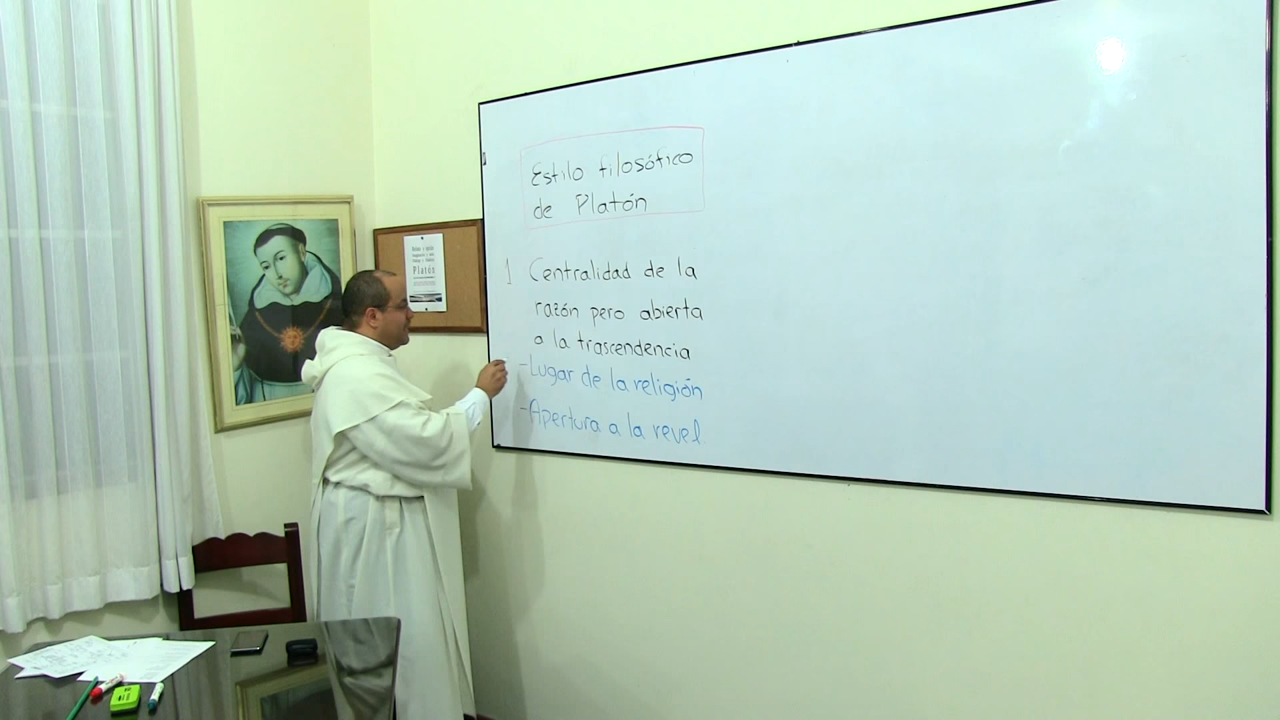 Estilo filosófico
de Platón
1 Centralidad de la
razón pero abierta
a la trascendencia
-Lugar de la religión
-Apertura a la revel.
Platón